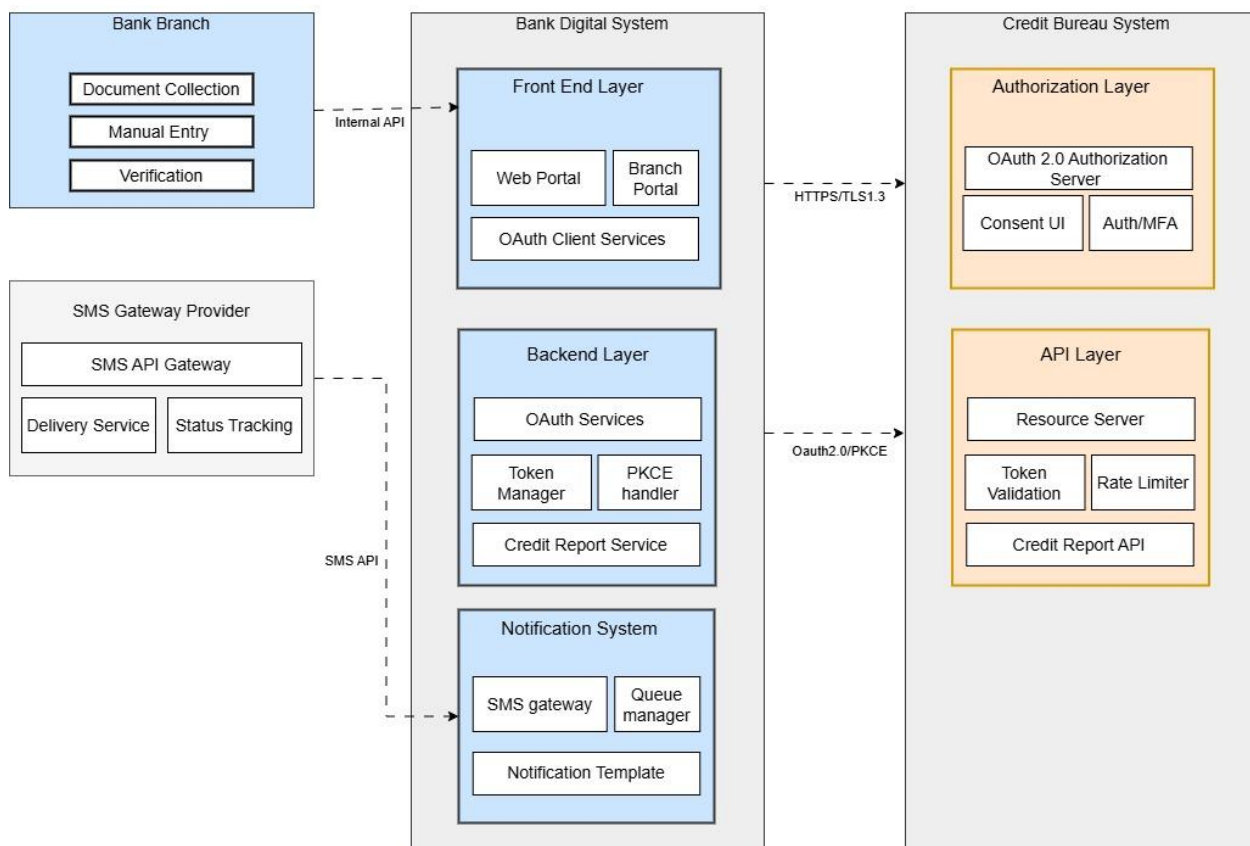 Bank Branch
Document Collection
Manual Entry
Verification
Internal API
SMS Gateway Provider
SMS API Gateway
Delivery Service
Status Tracking
SMS API
Bank Digital System
Front End Layer
Web Portal
Branch
Portal
OAuth Client Services
Backend Layer
OAuth Services
Token
Manager
PKCE
handler
Credit Report Service
Notification System
SMS gateway
Queue
manager
Notification Template
HTTPS/TLS1.3
Oauth2.0/PKCE
Credit Bureau System
Authorization Layer
OAuth 2.0 Authorization
Server
Consent UI
Auth/MFA
API Layer
Resource Server
Token
Validation
Rate Limiter
Credit Report API